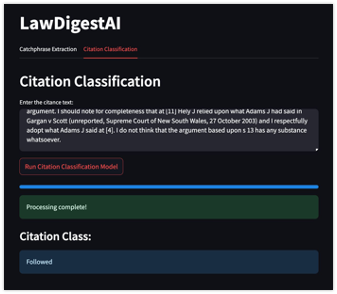 LawDigestAI
Catchphrase Extraction Citation Classification
Citation Classification
Enter the citance text:
argument. I should note for completeness that at [11] Hely J relied upon what Adams J had said in
Gargan v Scott (unreported, Supreme Court of New South Wales, 27 October 2003) and I respectfully
adopt what Adams J said at [4]. I do not think that the argument based upon s 13 has any substance
whatsoever.
Run Citation Classification Model
Processing complete!
Citation Class:
Followed